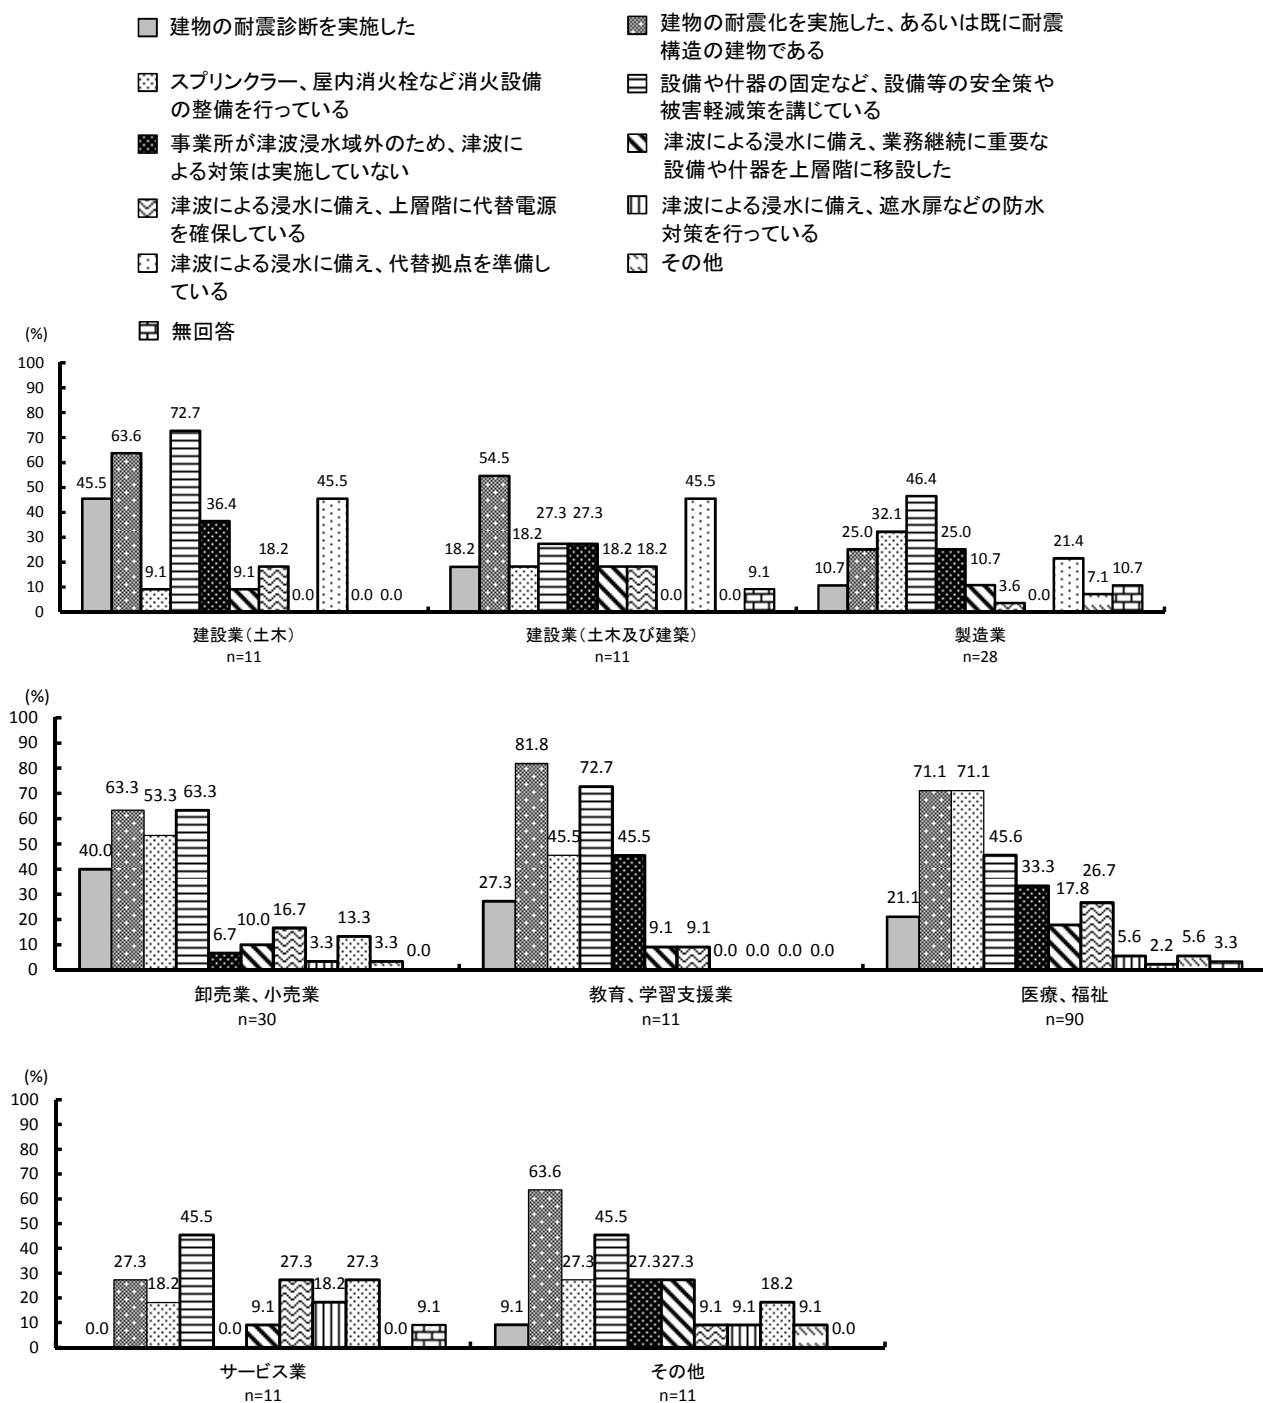 建物の耐震診断を実施した
建物の耐震化を実施した、あるいは既に耐震
構造の建物である
スプリンクラー、屋内消火栓など消火設備
の整備を行っている
設備や什器の固定など、設備等の安全策や
被害軽減策を講じている
事業所が津波浸水域外のため、津波に
よる対策は実施していない
津波による浸水に備え、業務継続に重要な
設備や什器を上層階に移設した
津波による浸水に備え、上層階に代替電源
を確保している
津波による浸水に備え、遮水扉などの防水
対策を行っている
津波による浸水に備え、代替拠点を準備し
ている
その他
無回答
(%)
100
90
80
70
60
50
40
30
20
10
0
45.5 63.6 9.1 72.7 36.4 9.1 18.2 0.0 45.5 0.0 0.0
18.2 54.5 18.2 27.3 27.3 18.2 18.2 0.0 45.5 0.0 9.1
10.7 25.0 32.1 46.4 25.0 10.7 3.6 0.0 21.4 7.1 10.7
建設業（土木） 建設業（土木及び建築） 製造業
n=11 n=11 n=28
(%)
100
90
80
70
60
50
40
30
20
10
0
40.0 63.3 53.3 63.3 6.7 10.0 16.7 3.3 13.3 3.3 0.0
27.3 81.8 45.5 72.7 45.5 9.1 9.1 0.0 0.0 0.0 0.0
21.1 71.1 71.1 45.6 33.3 17.8 26.7 5.6 2.2 5.6 3.3
卸売業、小売業 教育、学習支援業 医療、福祉
n=30 n=11 n=90
(%)
100
90
80
70
60
50
40
30
20
10
0
0.0 27.3 18.2 45.5 0.0 9.1 27.3 18.2 27.3 0.0 9.1
9.1 63.6 27.3 45.5 27.3 27.3 9.1 9.1 18.2 9.1 0.0
サービス業 その他
n=11 n=11